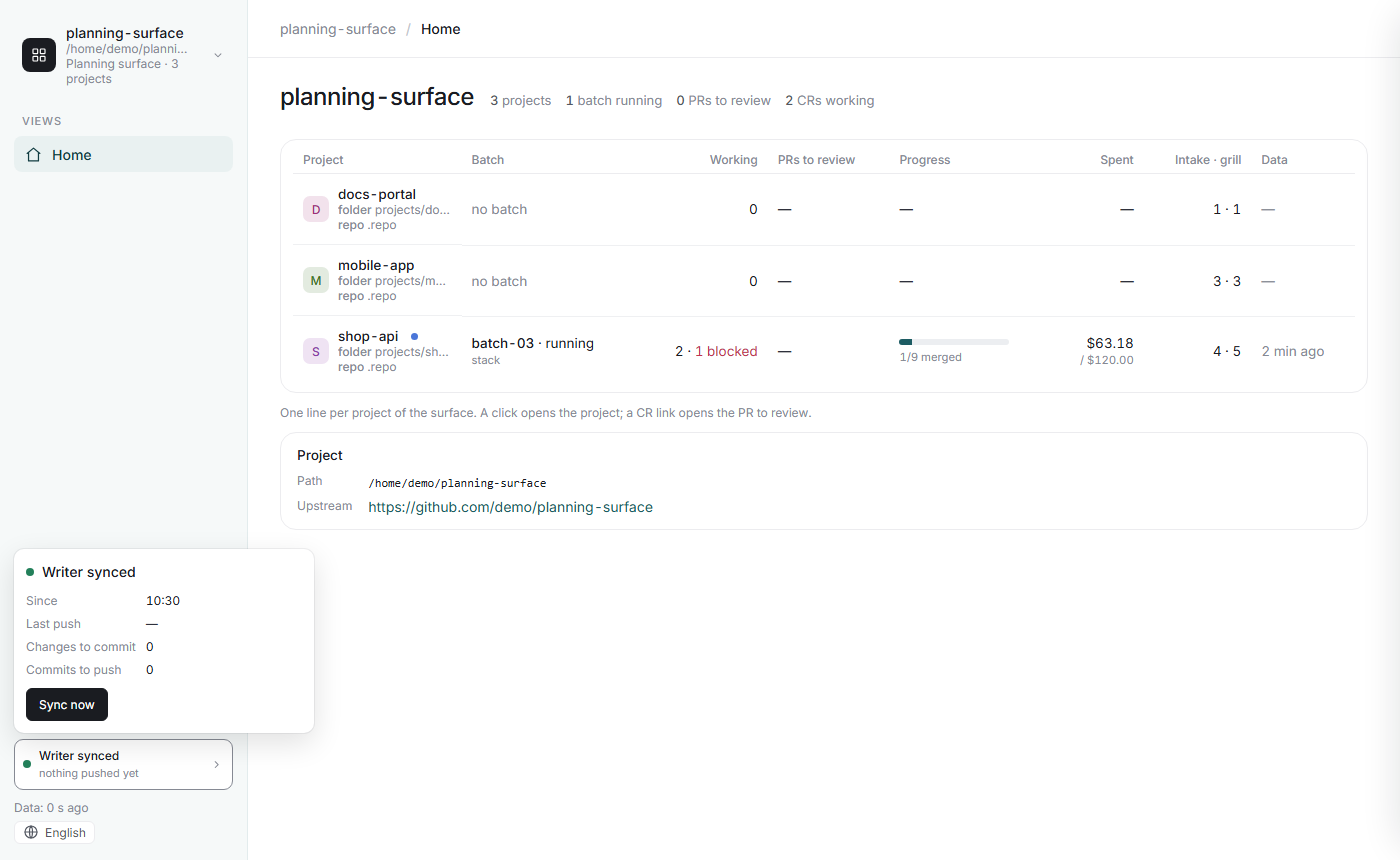 planning-surface
/home/demo/planni...
Planning surface · 3
projects
VIEWS
Home
planning-surface / Home
planning-surface 3 projects 1 batch running 0 PRs to review 2 CRs working
Project Batch Working PRs to review Progress Spent Intake · grill Data
D
docs-portal
folder projects/do...
repo .repo
no batch 0 — — — 1 · 1 —
M
mobile-app
folder projects/m...
repo .repo
no batch 0 — — — 3 · 3 —
S
shop-api
folder projects/sh...
repo .repo
batch-03 · running
stack
2 · 1 blocked —
1/9 merged
$63.18
/ $120.00
4 · 5 2 min ago
One line per project of the surface. A click opens the project; a CR link opens the PR to review.
Project
Path /home/demo/planning-surface
Upstream https://github.com/demo/planning-surface
Writer synced
Since 10:30
Last push —
Changes to commit 0
Commits to push 0
Sync now
Writer synced
nothing pushed yet
Data: 0 s ago
English